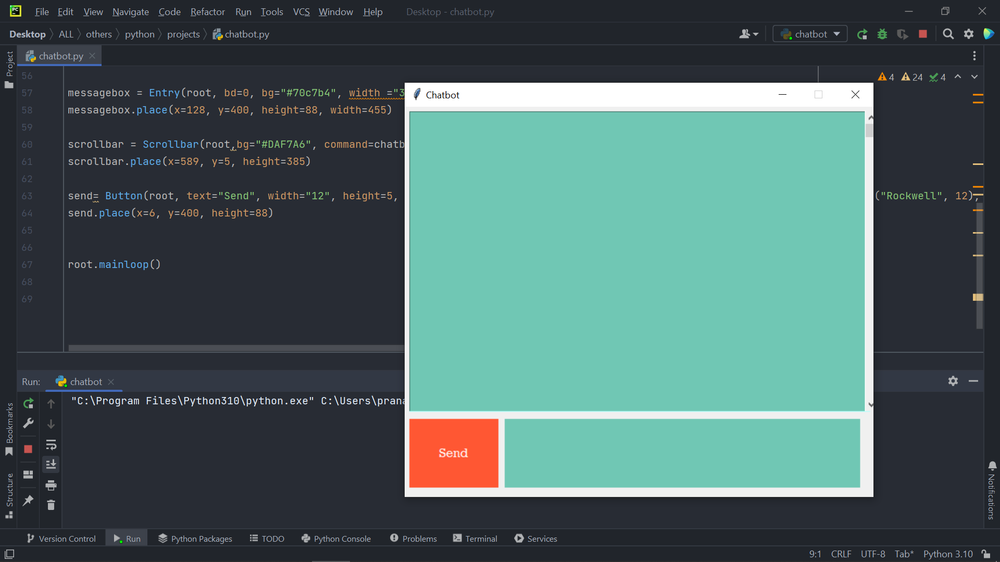 PC
File Edit View Navigate Code Refactor Run Tools VCS Window Help Desktop - chatbot.py
Desktop ALL others python projects chatbot.py chatbot
Project
chatbot.py
4 24 4
56
57 messagebox = Entry(root, bd=0, bg="#70c7b4", width ="3
58 messagebox.place(x=128, y=400, height=88, width=455)
59
60 scrollbar = Scrollbar(root,bg="#DAF7A6", command=chatb
61 scrollbar.place(x=589, y=5, height=385)
62
63 send= Button(root, text="Send", width="12", height=5, ("Rockwell", 12),
64 send.place(x=6, y=400, height=88)
65
66
67 root.mainloop()
68
69
Chatbot
Send
Run: chatbot
"C:\Program Files\Python310\python.exe" C:\Users\prana
Bookmarks
Structure
Notifications
Version Control Run Python Packages TODO Python Console Problems Terminal Services
9:1 CRLF UTF-8 Tab* Python 3.10